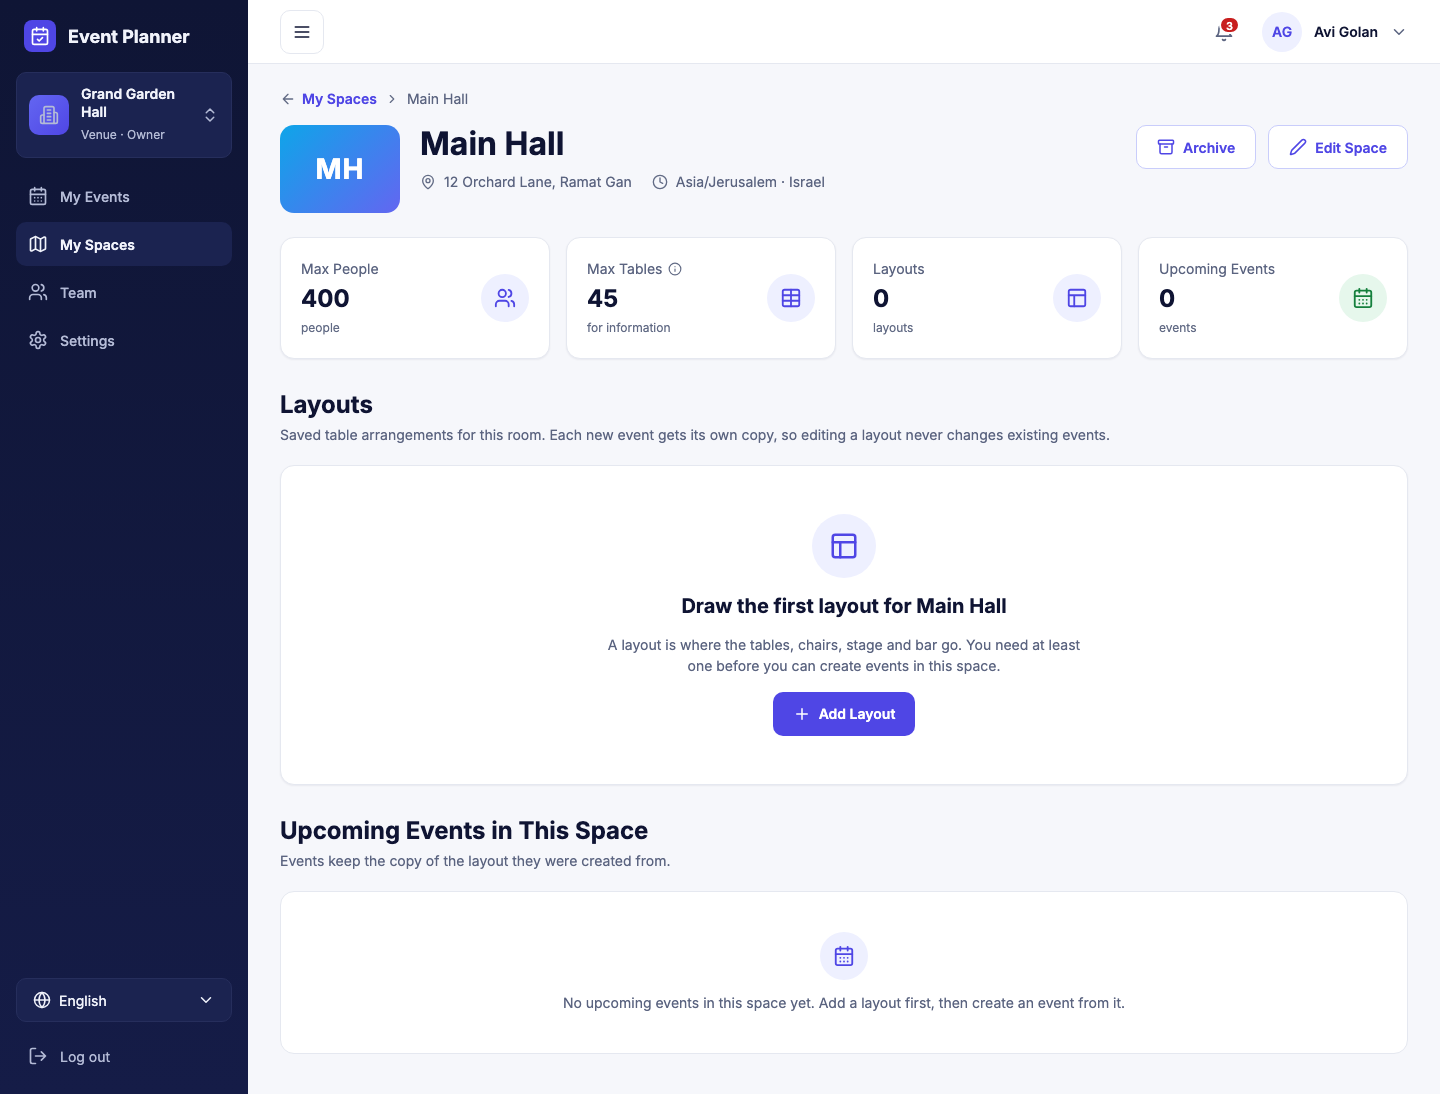 Event Planner
Grand Garden
Hall
Venue · Owner
My Events
My Spaces
Team
Settings
English
Log out
3
AG
Avi Golan
My Spaces
Main Hall
MH
Main Hall
12 Orchard Lane, Ramat Gan
Asia/Jerusalem · Israel
Archive
Edit Space
Max People
400
people
Max Tables
45
for information
Layouts
0
layouts
Upcoming Events
0
events
Layouts
Saved table arrangements for this room. Each new event gets its own copy, so editing a layout never changes existing events.
Draw the first layout for Main Hall
A layout is where the tables, chairs, stage and bar go. You need at least
one before you can create events in this space.
Add Layout
Upcoming Events in This Space
Events keep the copy of the layout they were created from.
No upcoming events in this space yet. Add a layout first, then create an event from it.